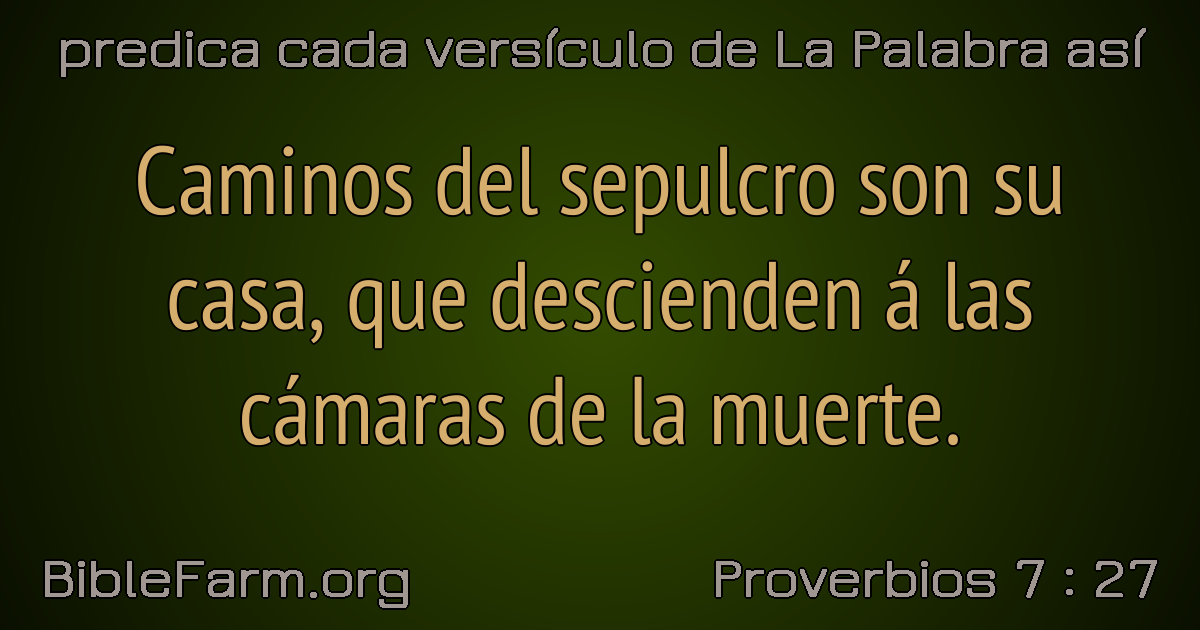 predica cada versículo de La Palabra así
Caminos del sepulcro son su
casa, que descienden á las
cámaras de la muerte.
BibleFarm.org
Proverbios 7 : 27